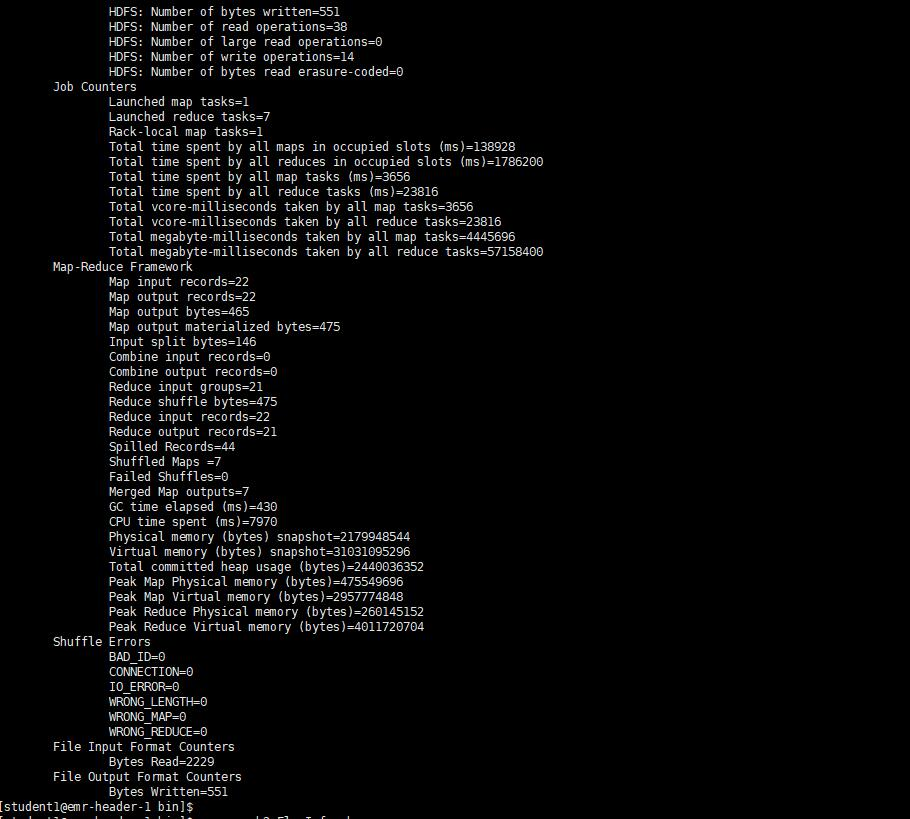 HDFS: Number of bytes written=551
HDFS: Number of read operations=38
HDFS: Number of large read operations=0
HDFS: Number of write operations=14
HDFS: Number of bytes read erasure-coded=0
Job Counters
Launched map tasks=1
Launched reduce tasks=7
Rack-local map tasks=1
Total time spent by all maps in occupied slots (ms)=138928
Total time spent by all reduces in occupied slots (ms)=1786200
Total time spent by all map tasks (ms)=3656
Total time spent by all reduce tasks (ms)=23816
Total vcore-milliseconds taken by all map tasks=3656
Total vcore-milliseconds taken by all reduce tasks=23816
Total megabyte-milliseconds taken by all map tasks=4445696
Total megabyte-milliseconds taken by all reduce tasks=57158400
Map-Reduce Framework
Map input records=22
Map output records=22
Map output bytes=465
Map output materialized bytes=475
Input split bytes=146
Combine input records=0
Combine output records=0
Reduce input groups=21
Reduce shuffle bytes=475
Reduce input records=22
Reduce output records=21
Spilled Records=44
Shuffled Maps =7
Failed Shuffles=0
Merged Map outputs=7
GC time elapsed (ms)=430
CPU time spent (ms)=7970
Physical memory (bytes) snapshot=2179948544
Virtual memory (bytes) snapshot=31031095296
Total committed heap usage (bytes)=2440036352
Peak Map Physical memory (bytes)=475549696
Peak Map Virtual memory (bytes)=2957774848
Peak Reduce Physical memory (bytes)=260145152
Peak Reduce Virtual memory (bytes)=4011720704
Shuffle Errors
BAD_ID=0
CONNECTION=0
IO_ERROR=0
WRONG_LENGTH=0
WRONG_MAP=0
WRONG_REDUCE=0
File Input Format Counters
Bytes Read=2229
File Output Format Counters
Bytes Written=551
[student1@emr-header-1 bin]$